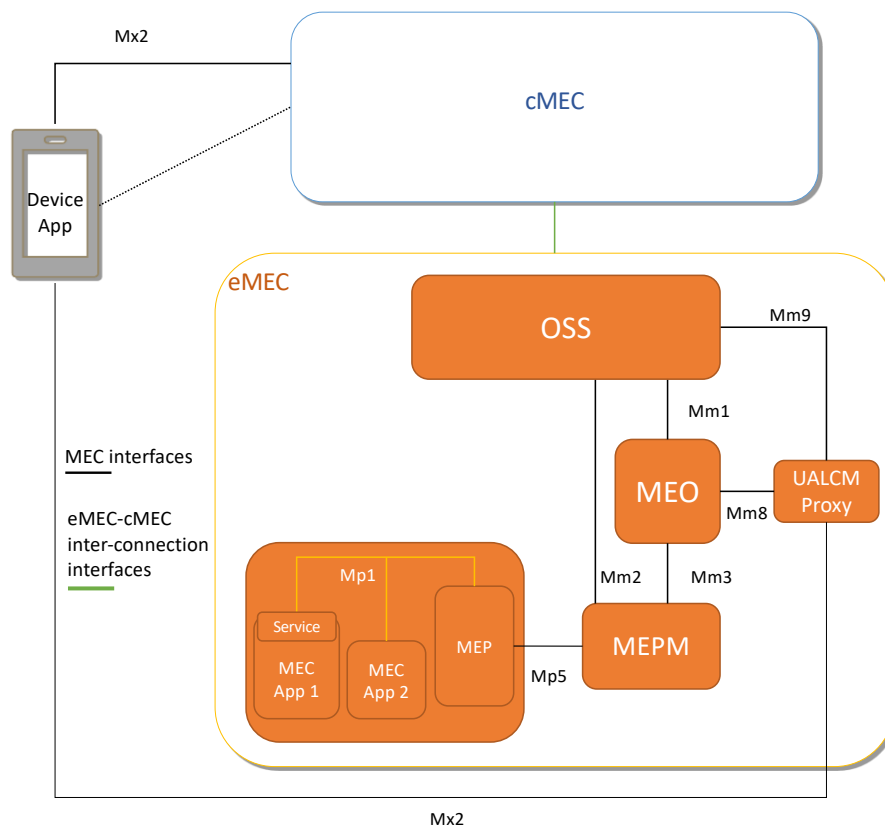 Mx2
cMEC
Device
App
eMEC
OSS
Mm9
Mm1
MEC interfaces
MEO
UALCM
Proxy
Mm8
eMEC-cMEC
inter-connection
interfaces
Mp1
Mm2
Mm3
Service
MEC
App 1
MEC
App 2
MEP
MEPM
Mp5
Mx2